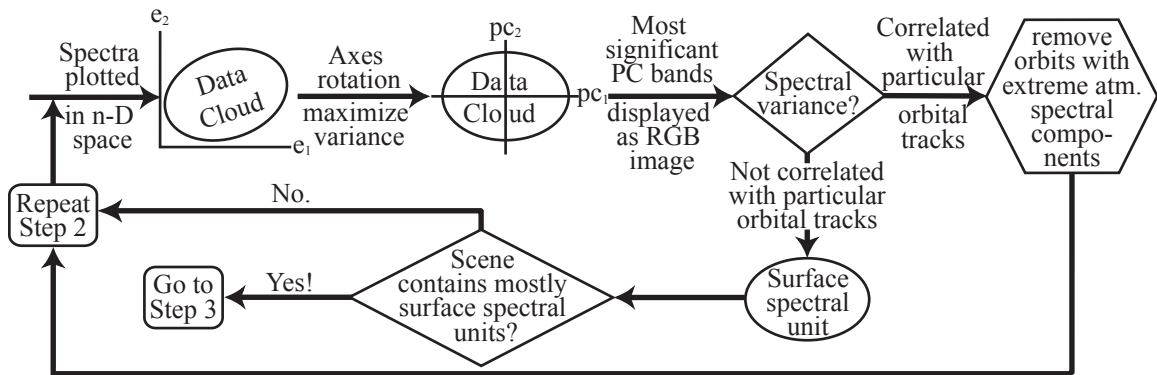 Spectra
plotted
in n-D
space
e2
Data
Cloud
e1
Axes
rotation
maximize
variance
pc2
Data
Cloud
pc1
Most
significant
PC bands
displayed
as RGB
image
Spectral
variance?
Correlated
with
particular
orbital
tracks
remove
orbits with
extreme atm.
spectral
compo-
nents
Not correlated
with particular
orbital tracks
Surface
spectral
unit
Scene
contains mostly
surface spectral
units?
No.
Repeat
Step 2
Yes!
Go to
Step 3